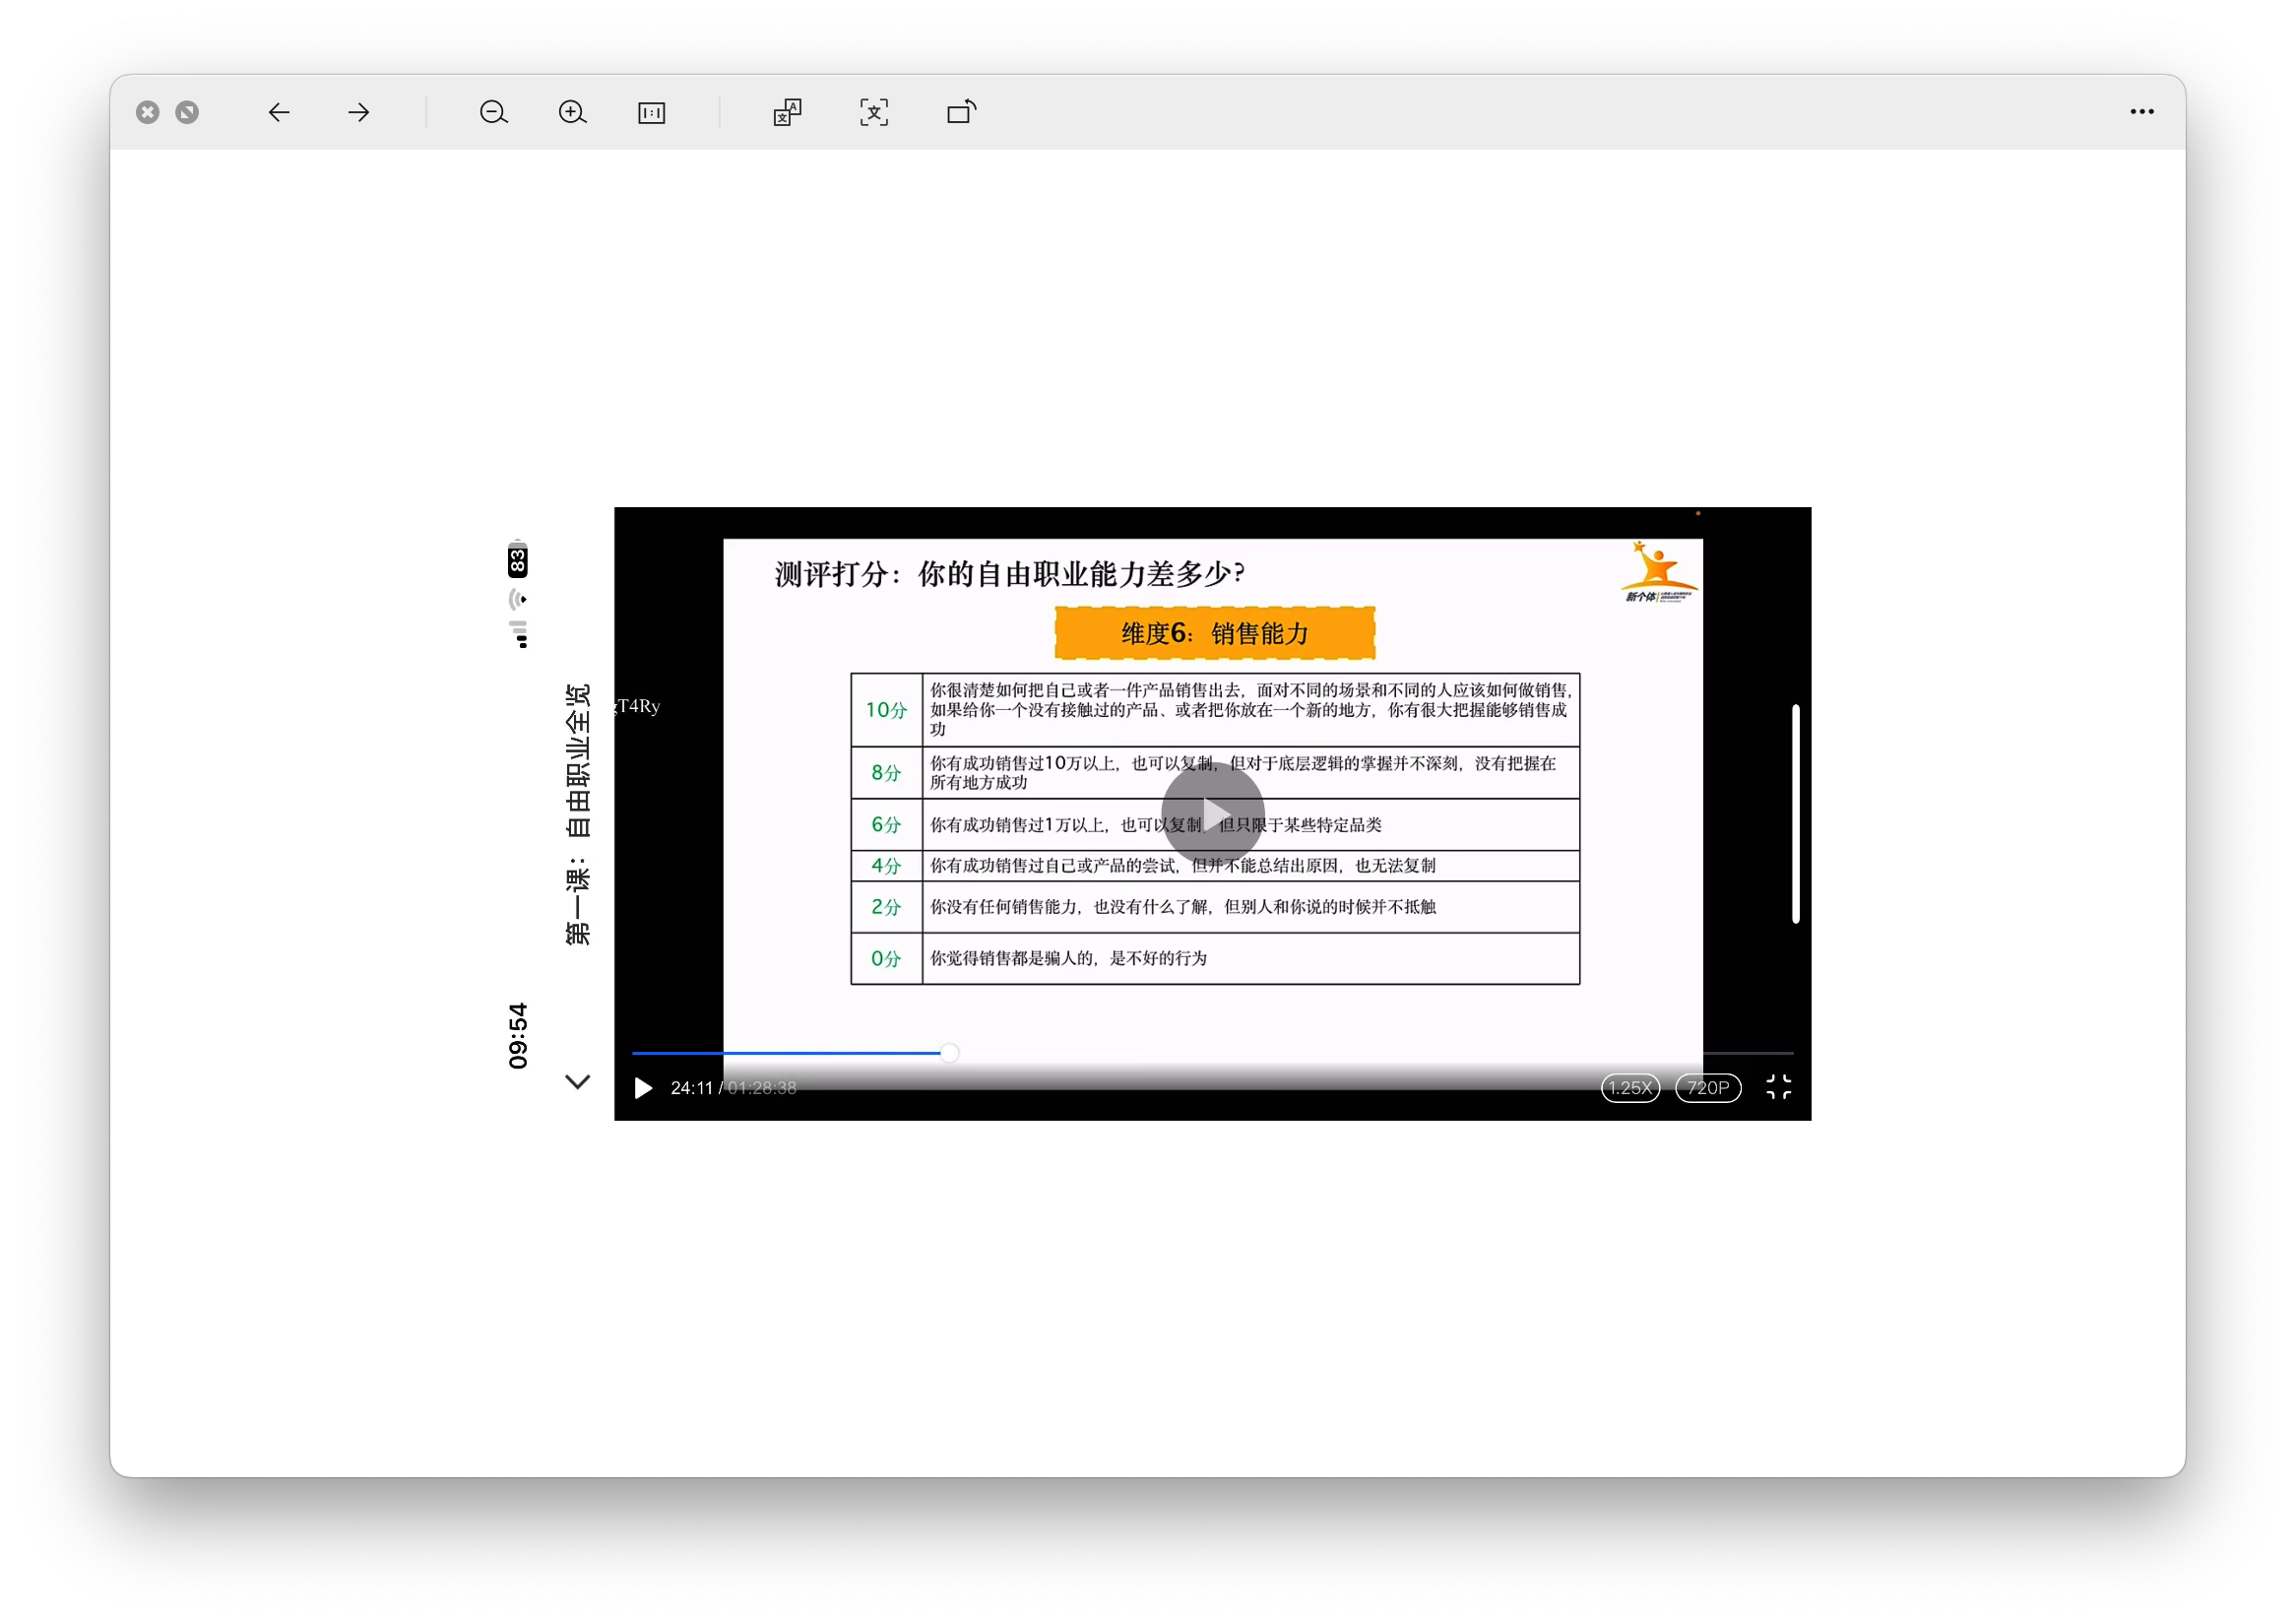 83
09:54
第一课：自由职业全览
gT4Ry
测评打分：你的自由职业能力差多少？
新个体
维度6：销售能力
10分
你很清楚如何把自己或者一件产品销售出去，面对不同的场景和不同的人应该如何做销售，
如果给你一个没有接触过的产品、或者把你放在一个新的地方，你有很大把握能够销售成
功
8分
你有成功销售过10万以上，也可以复制，但对于底层逻辑的掌握并不深刻，没有把握在
所有地方成功
6分
你有成功销售过1万以上，也可以复制，但只限于某些特定品类
4分
你有成功销售过自己或产品的尝试，但并不能总结出原因，也无法复制
2分
你没有任何销售能力，也没有什么了解，但别人和你说的时候并不抵触
0分
你觉得销售都是骗人的，是不好的行为
24:11 / 01:28:38
1.25X
720P